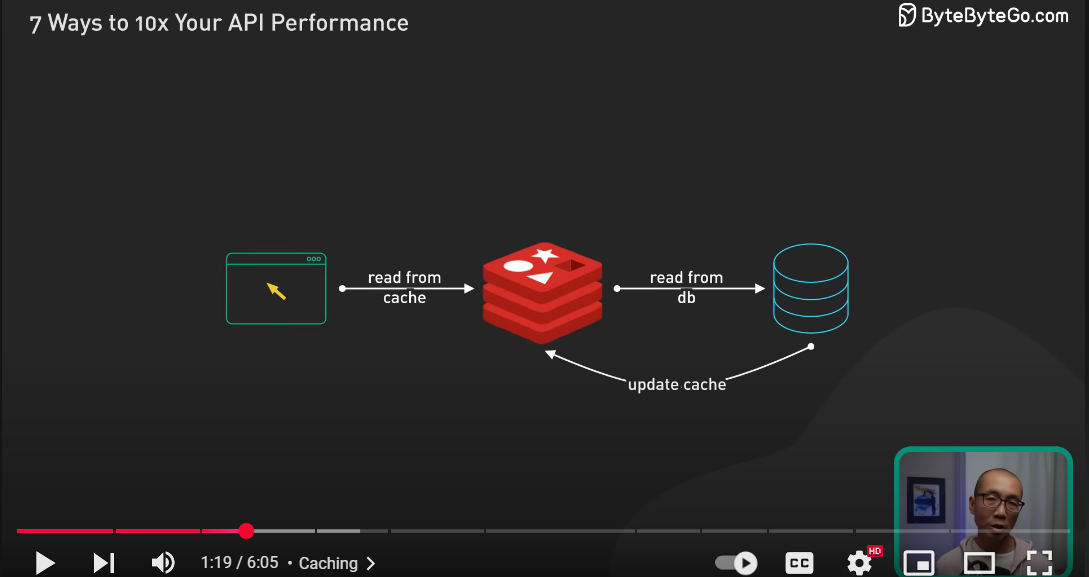 7 Ways to 10x Your API Performance
ByteByteGo.com
read from
cache
read from
db
update cache
1:19 / 6:05 • Caching
CC
HD